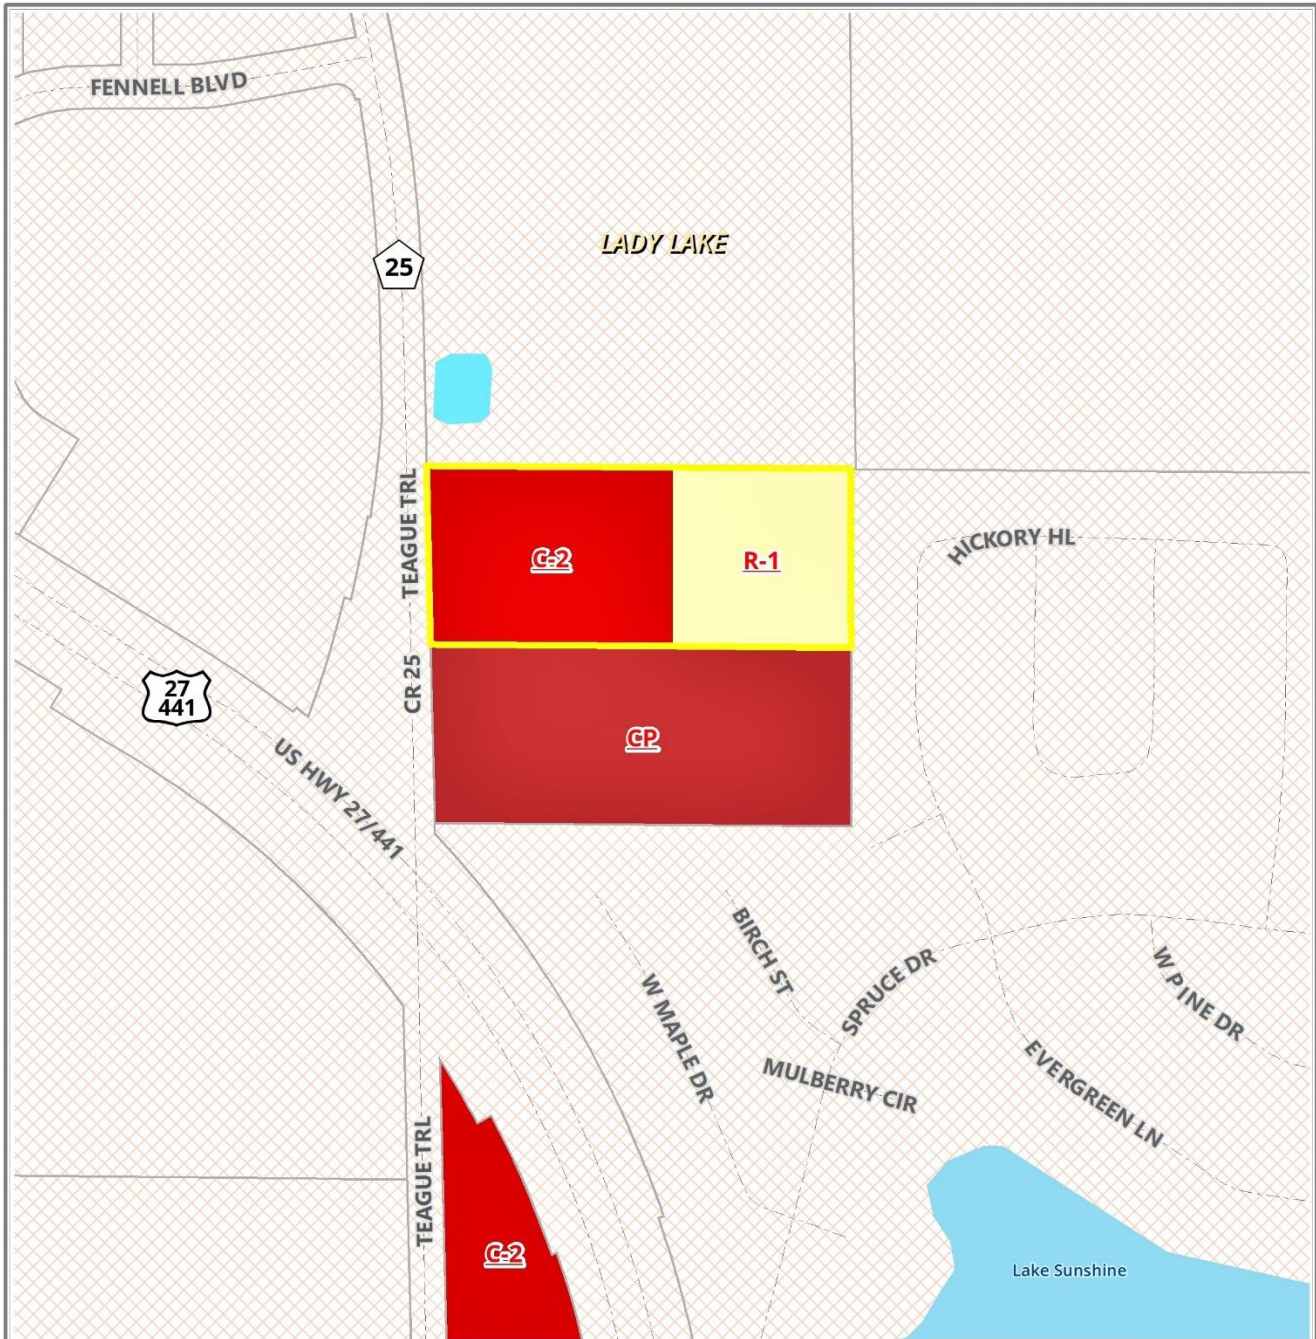 FENNELL BLVD
LADY LAKE
25
TEAGUE TRL
C-2
R-1
HICKORY HL
CR 25
27
441
CP
US HWY 27/441
BIRCH ST
SPRUCE DR
W PINE DR
W MAPLE DR
MULBERRY CIR
EVERGREEN LN
TEAGUE TRL
C-2
Lake Sunshine